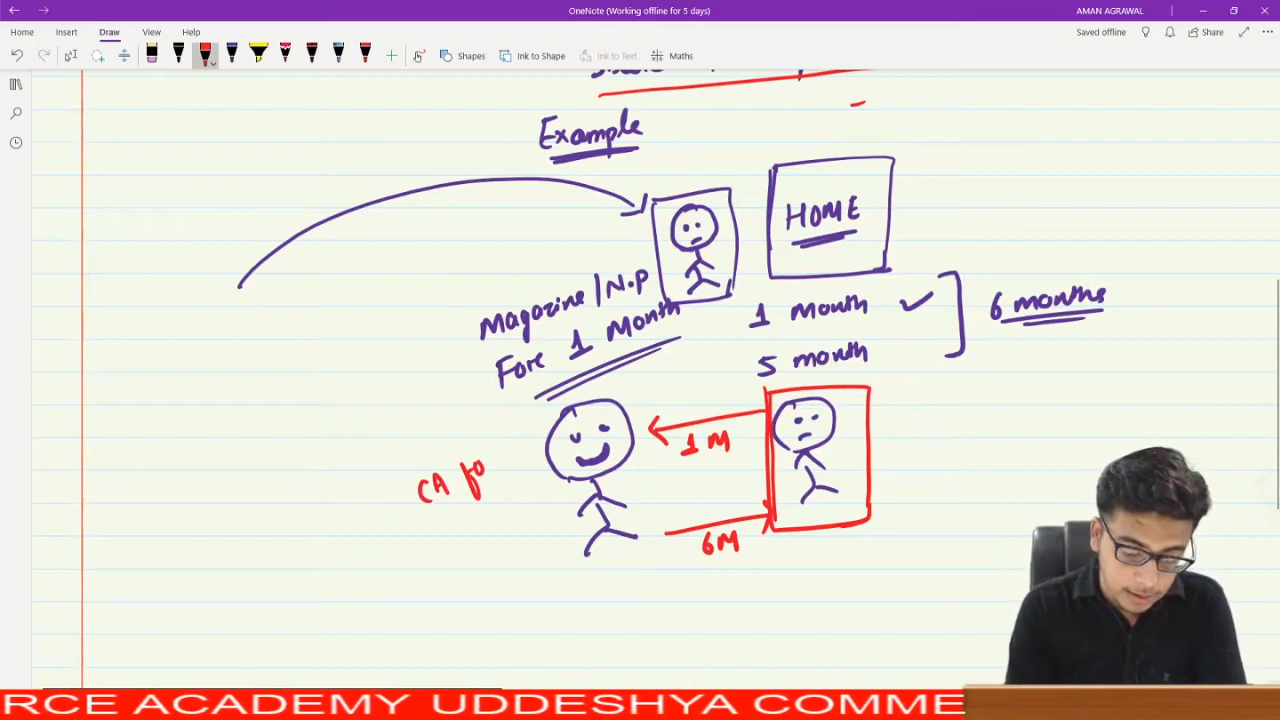 OneNote (Working offline for 5 days)
AMAN AGRAWAL
Home Insert Draw View Help
Saved offline
Share
Shapes
Ink to Shape
Ink to Text
Maths
Example
HOME
Magazine/N.P
Fore 1 Month
1 month
5 month
6 months
1 M
CA fo
6M
RCE ACADEMY UDDESHYA COMME